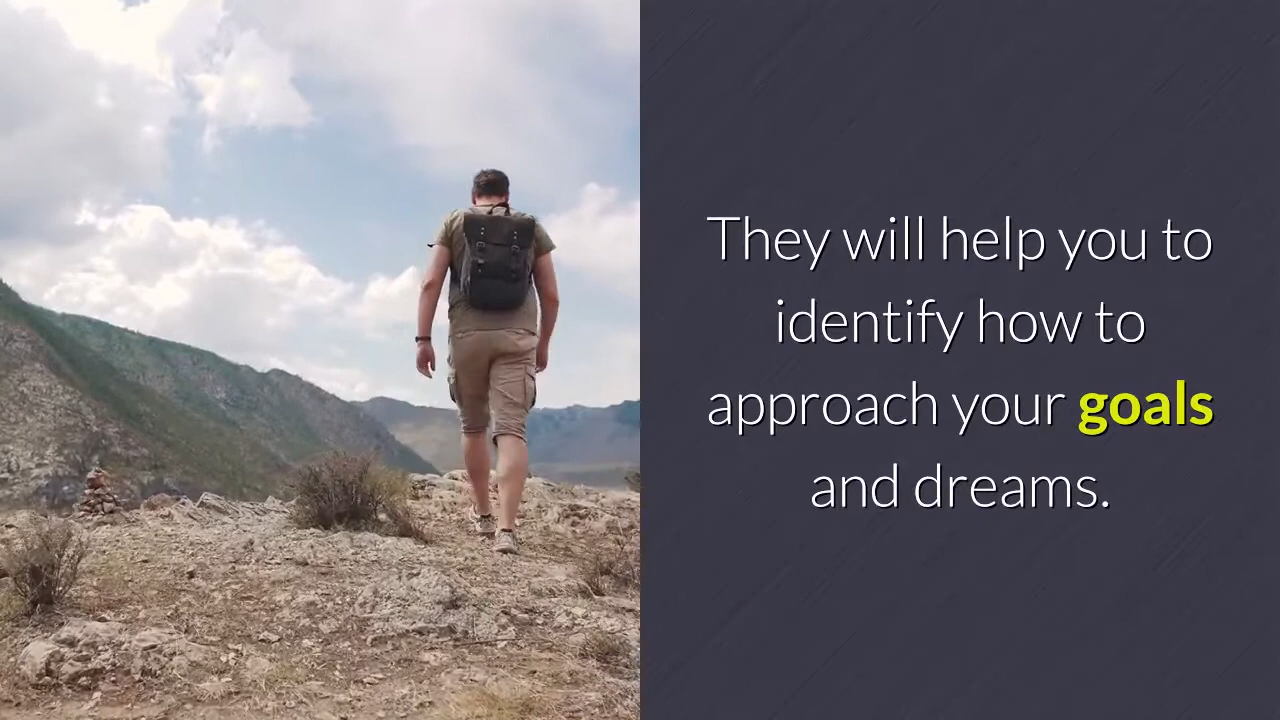 They will help you to
identify how to
approach your goals
and dreams.